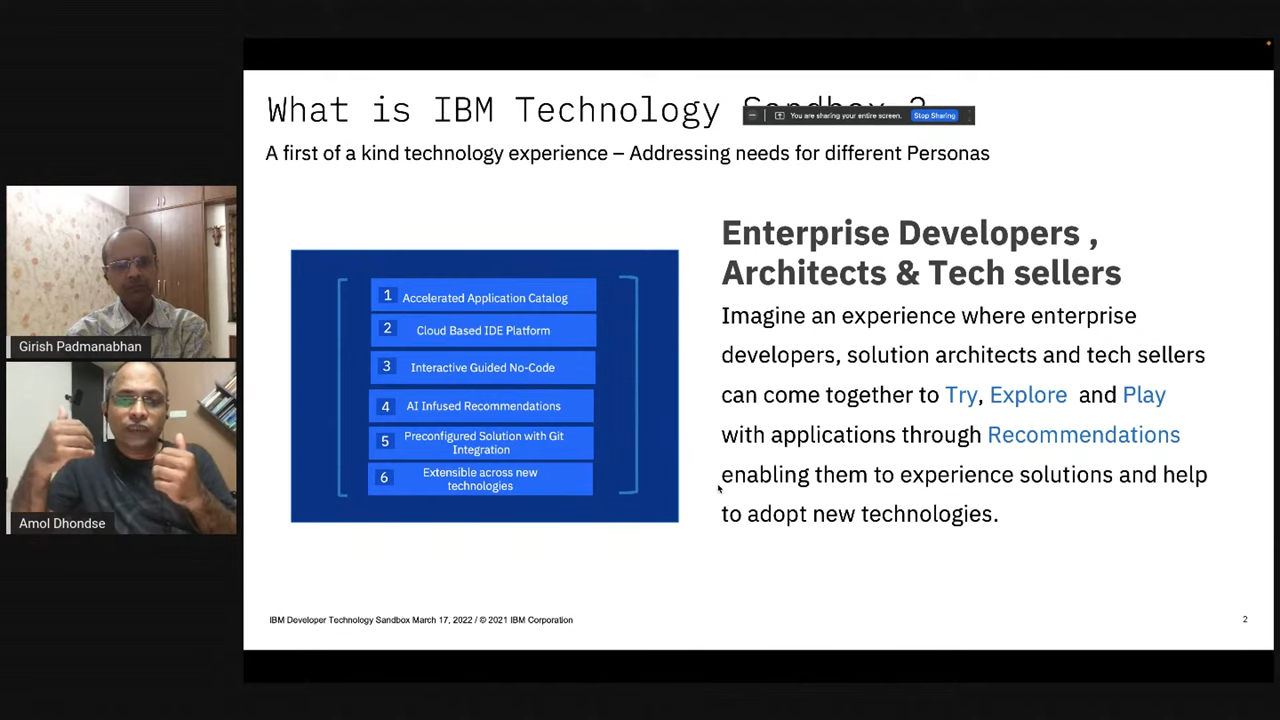 What is IBM Technology
You are sharing your entire screen. Stop Sharing
A first of a kind technology experience – Addressing needs for different Personas
Girish Padmanabhan
Amol Dhondse
1 Accelerated Application Catalog
2 Cloud Based IDE Platform
3 Interactive Guided No-Code
4 AI Infused Recommendations
5 Preconfigured Solution with Git
Integration
6 Extensible across new
technologies
Enterprise Developers ,
Architects & Tech sellers
Imagine an experience where enterprise
developers, solution architects and tech sellers
can come together to Try, Explore and Play
with applications through Recommendations
enabling them to experience solutions and help
to adopt new technologies.
IBM Developer Technology Sandbox March 17, 2022 / © 2021 IBM Corporation
2